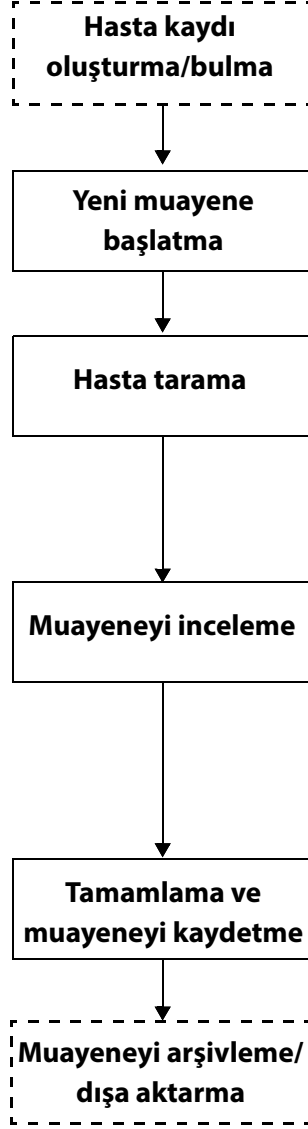 Hasta kaydı
oluşturma/bulma
Yeni muayene
başlatma
Hasta tarama
Muayeneyi inceleme
Tamamlama ve
muayeneyi kaydetme
Muayeneyi arşivleme/
dışa aktarma